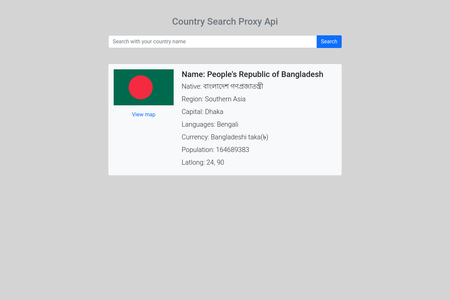 Country Search Proxy Api
Search with your country name
Search
Name: People's Republic of Bangladesh
Native: বাংলাদেশ গণপ্রজাতন্ত্রী
View map
Region: Southern Asia
Capital: Dhaka
Languages: Bengali
Currency: Bangladeshi taka(৳)
Population: 164689383
Latlong: 24, 90